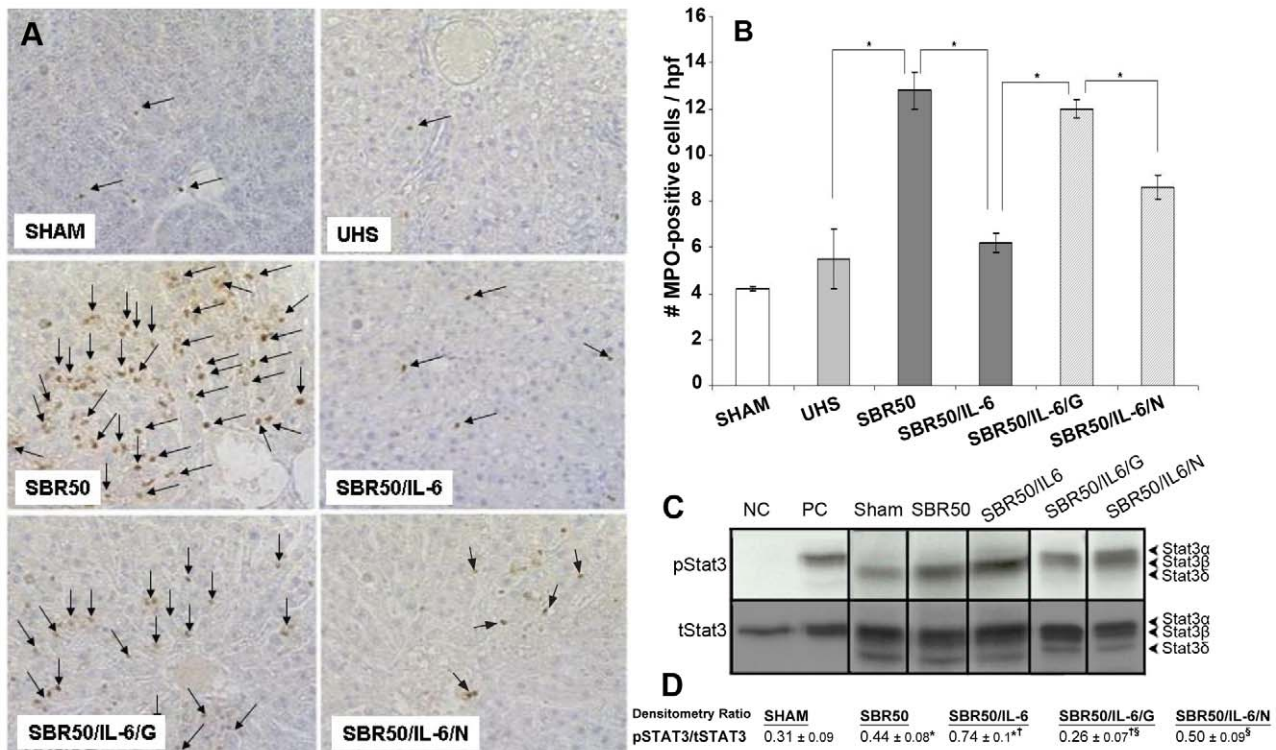 A
SHAM
UHS
SBR50
SBR50/IL-6
SBR50/IL-6/G
SBR50/IL-6/N
B
# MPO-positive cells / hpf
16
14
12
10
8
6
4
2
0
* * * *
SHAM UHS SBR50 SBR50/IL-6 SBR50/IL-6/G SBR50/IL-6/N
C
NC PC Sham SBR50 SBR50/IL6 SBR50/IL6/G SBR50/IL6/N
pStat3
Stat3α
Stat3β
Stat3δ
tStat3
Stat3α
Stat3β
Stat3δ
D
Densitometry Ratio SHAM SBR50 SBR50/IL-6 SBR50/IL-6/G SBR50/IL-6/N
pSTAT3/tSTAT3 0.31 ± 0.09 0.44 ± 0.08* 0.74 ± 0.1*† 0.26 ± 0.07†§ 0.50 ± 0.09§